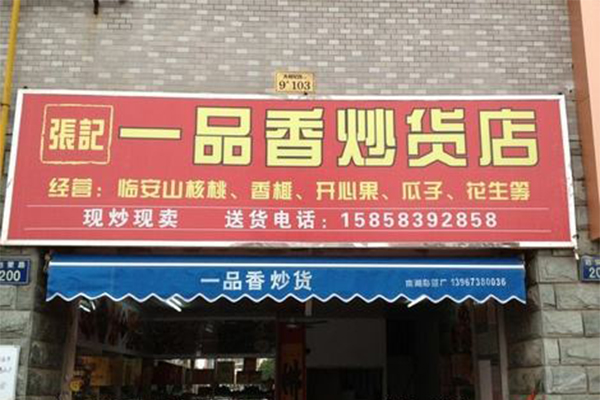 9# 103
張記
一品香炒货店
经营：临安山核桃、香榧、开心果、瓜子、花生等
现炒现卖 送货电话：15858392858
200
一品香炒货
13967380036